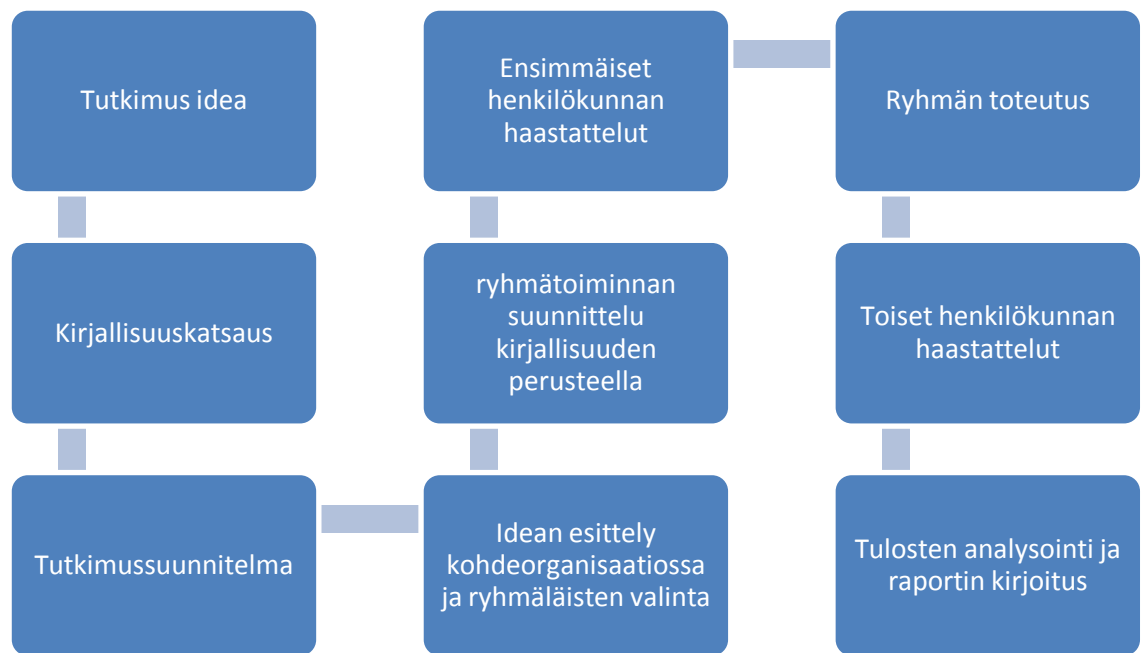 Tutkimus idea
Kirjallisuuskatsaus
Tutkimussuunnitelma
Idean esittely
kohdeorganisaatiossa
ja ryhmäläisten valinta
ryhmätoiminnan
suunnittelu
kirjallisuuden
perusteella
Ensimmäiset
henkilökunnan
haastattelut
Ryhmän toteutus
Toiset henkilökunnan
haastattelut
Tulosten analysointi ja
raportin kirjoitus